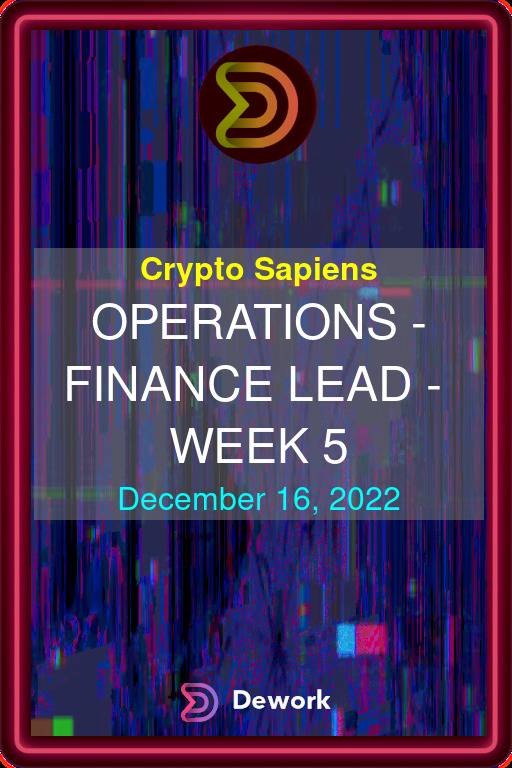 Crypto Sapiens
OPERATIONS -
FINANCE LEAD -
WEEK 5
December 16, 2022
Dework